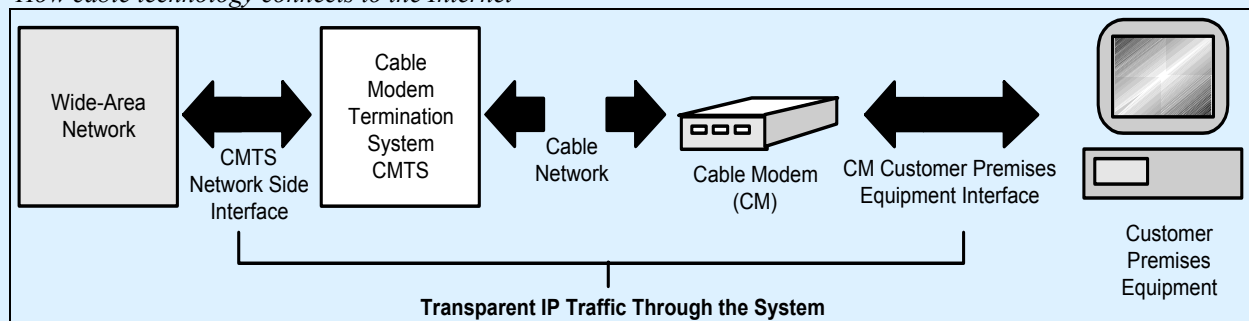 How cable technology connects to the Internet
Wide-Area
Network
CMTS
Network Side
Interface
Cable
Modem
Termination
System
CMTS
Cable
Network
Cable Modem
(CM)
CM Customer Premises
Equipment Interface
Customer
Premises
Equipment
Transparent IP Traffic Through the System